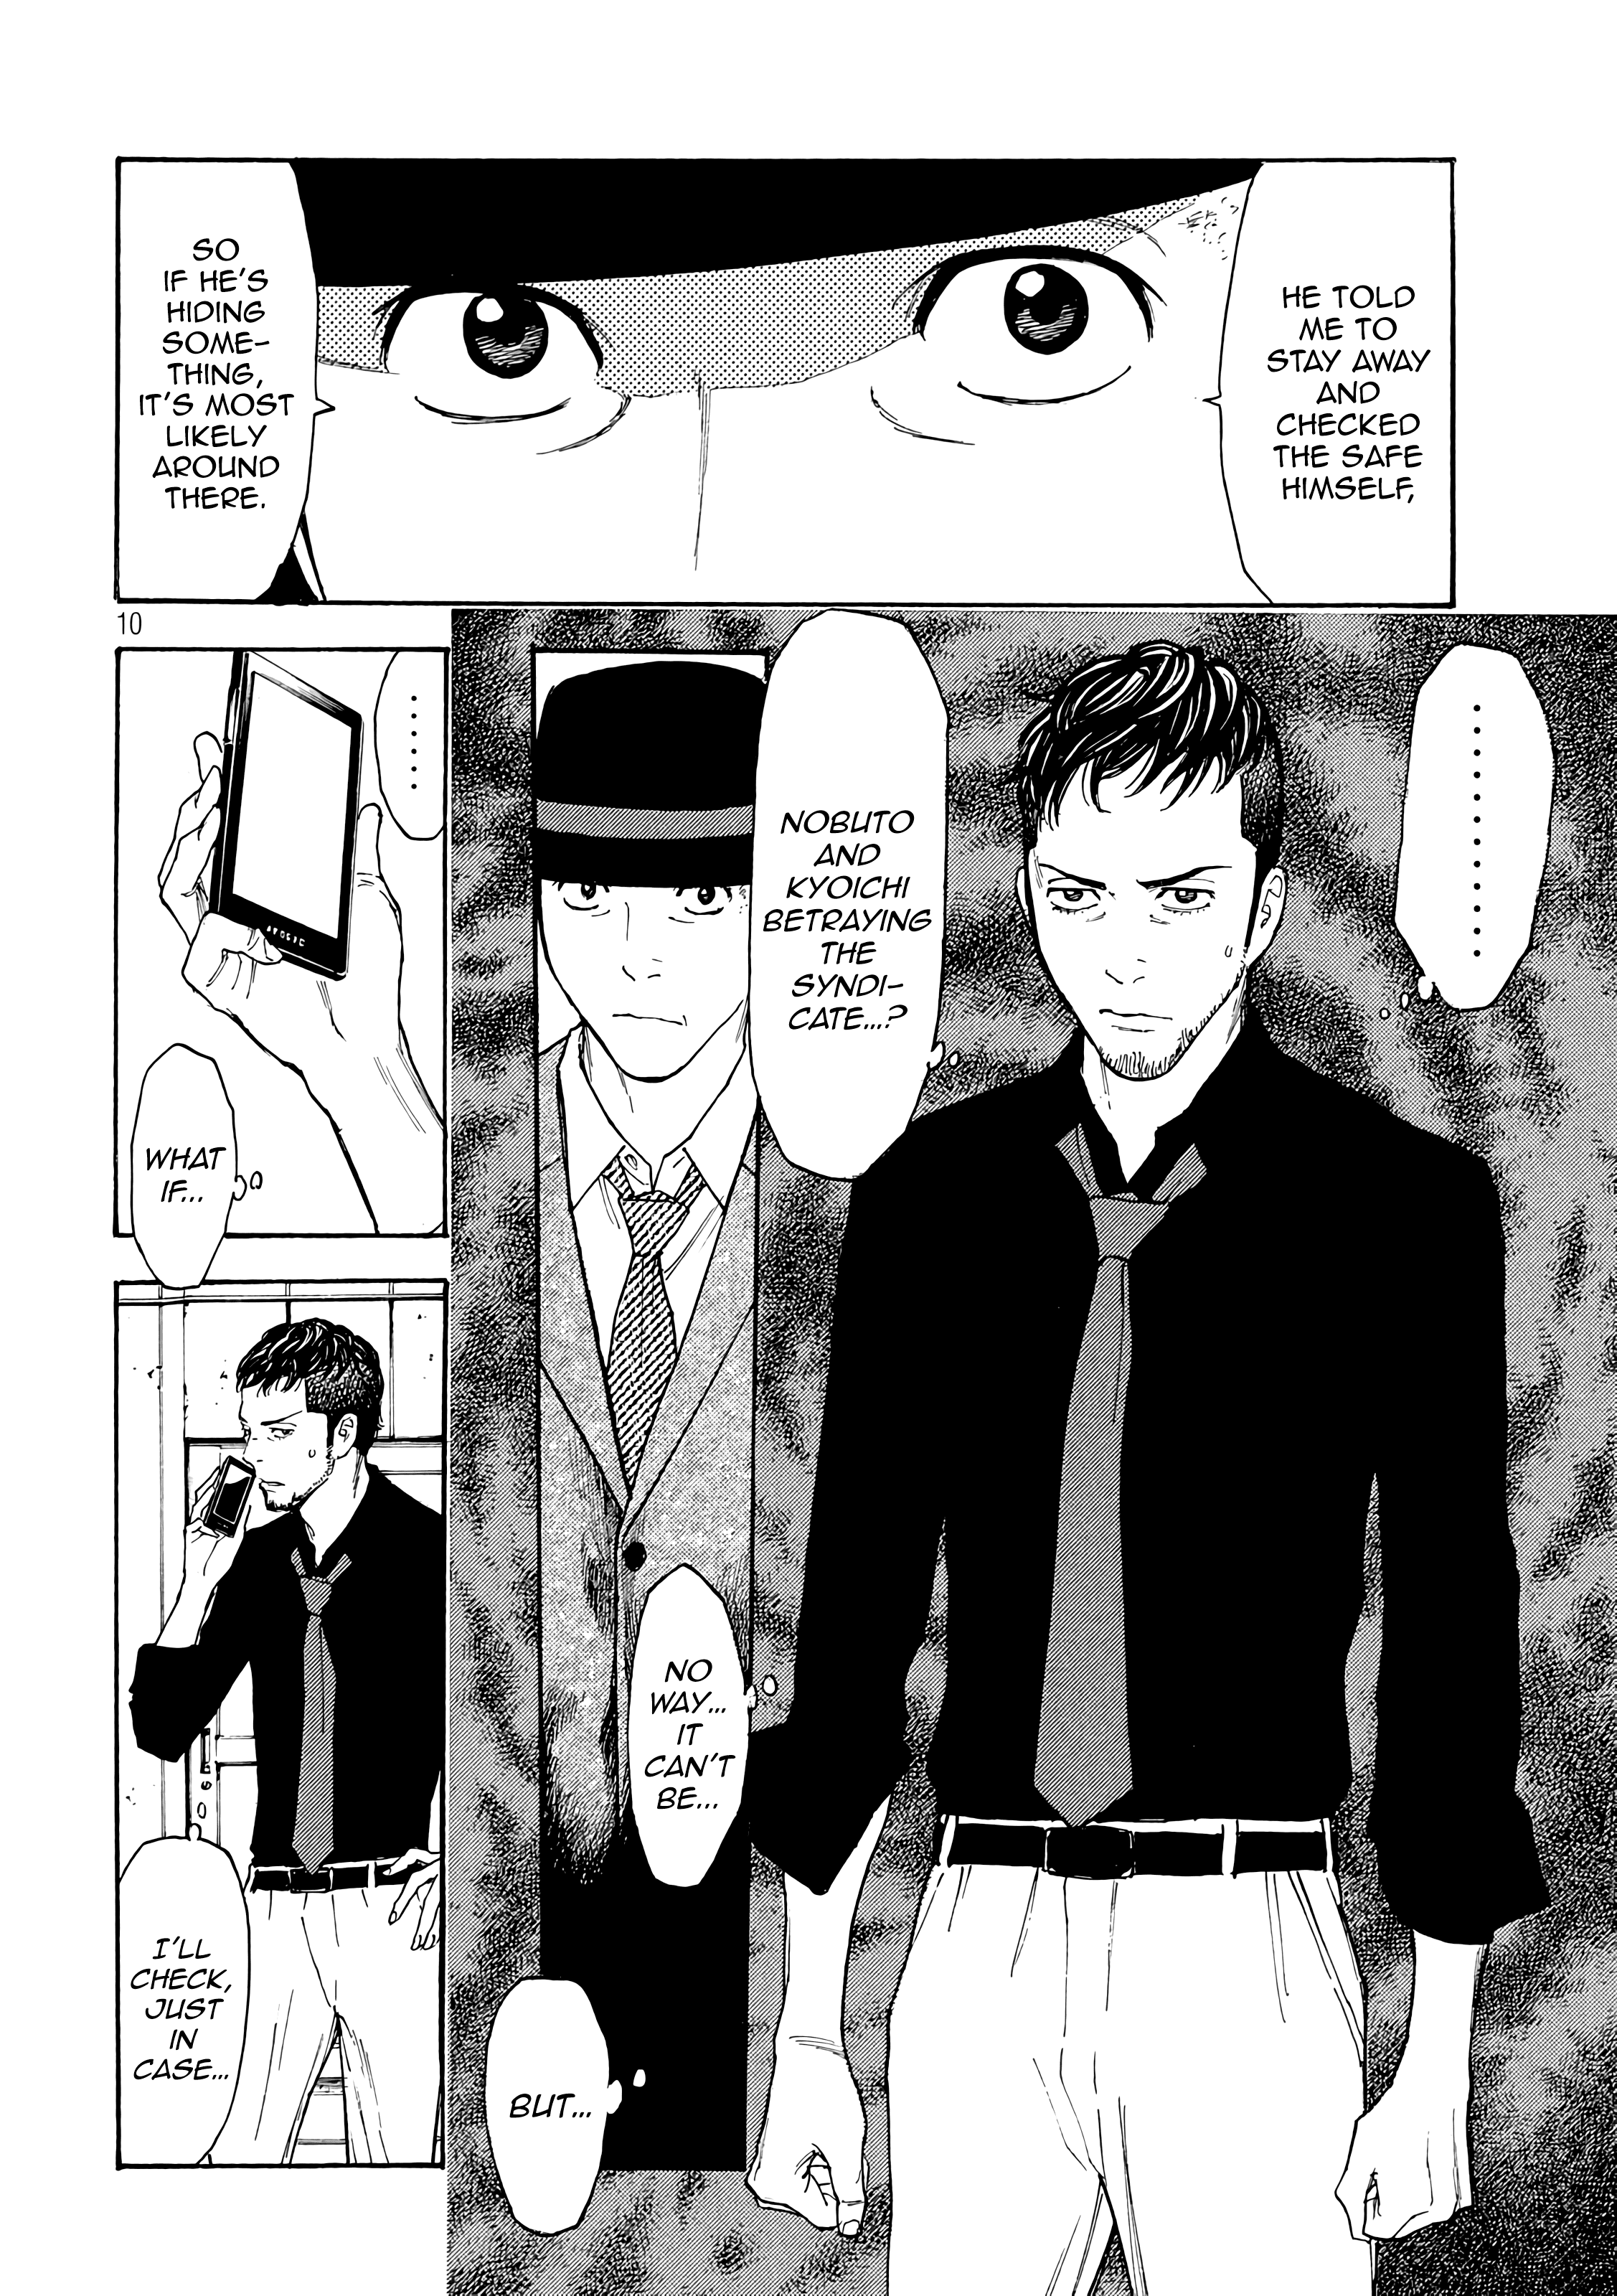 HE TOLD
ME TO
STAY AWAY
AND
CHECKED
THE SAFE
HIMSELF,
SO
IF HE'S
HIDING
SOME-
THING,
IT'S MOST
LIKELY
AROUND
THERE.
............
NOBUTO
AND
KYOICHI
BETRAYING
THE
SYNDI-
CATE...?
NO
WAY...
IT
CAN'T
BE...
BUT...
10
......
WHAT
IF...
I'LL
CHECK,
JUST
IN
CASE...